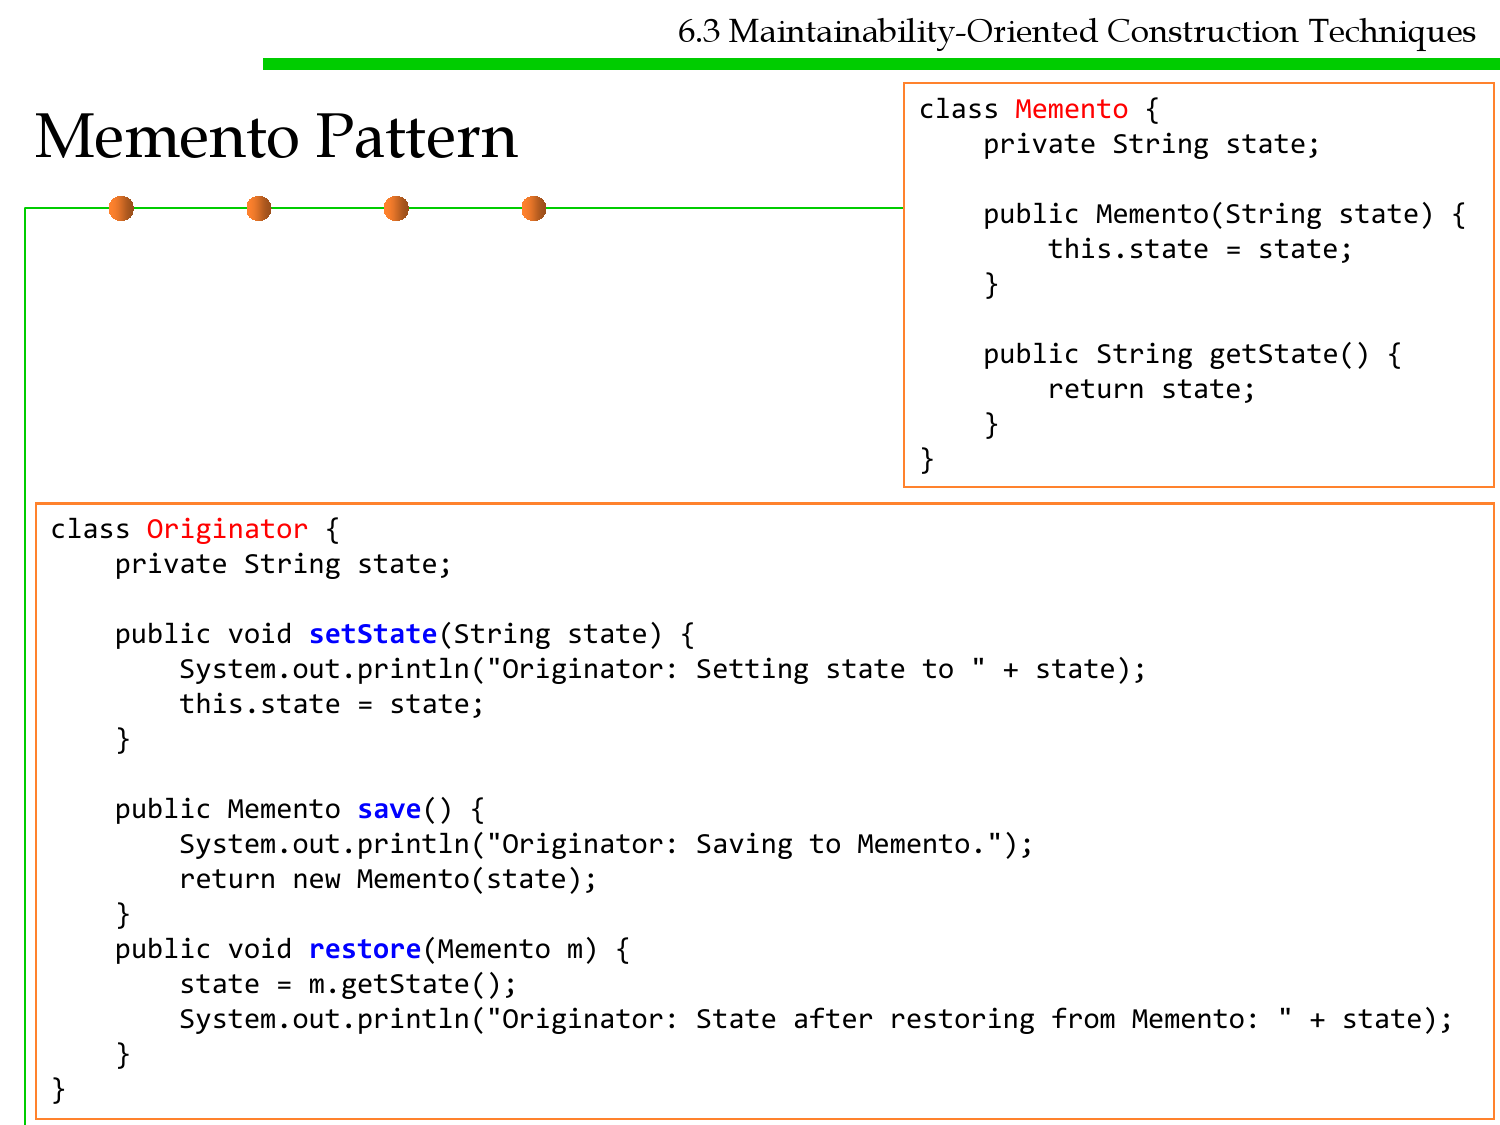 6.3 Maintainability-Oriented Construction Techniques
Memento Pattern
class Memento {
    private String state;

    public Memento(String state) {
        this.state = state;
    }

    public String getState() {
        return state;
    }
}
class Originator {
    private String state;

    public void setState(String state) {
        System.out.println("Originator: Setting state to " + state);
        this.state = state;
    }

    public Memento save() {
        System.out.println("Originator: Saving to Memento.");
        return new Memento(state);
    }
    public void restore(Memento m) {
        state = m.getState();
        System.out.println("Originator: State after restoring from Memento: " + state);
    }
}